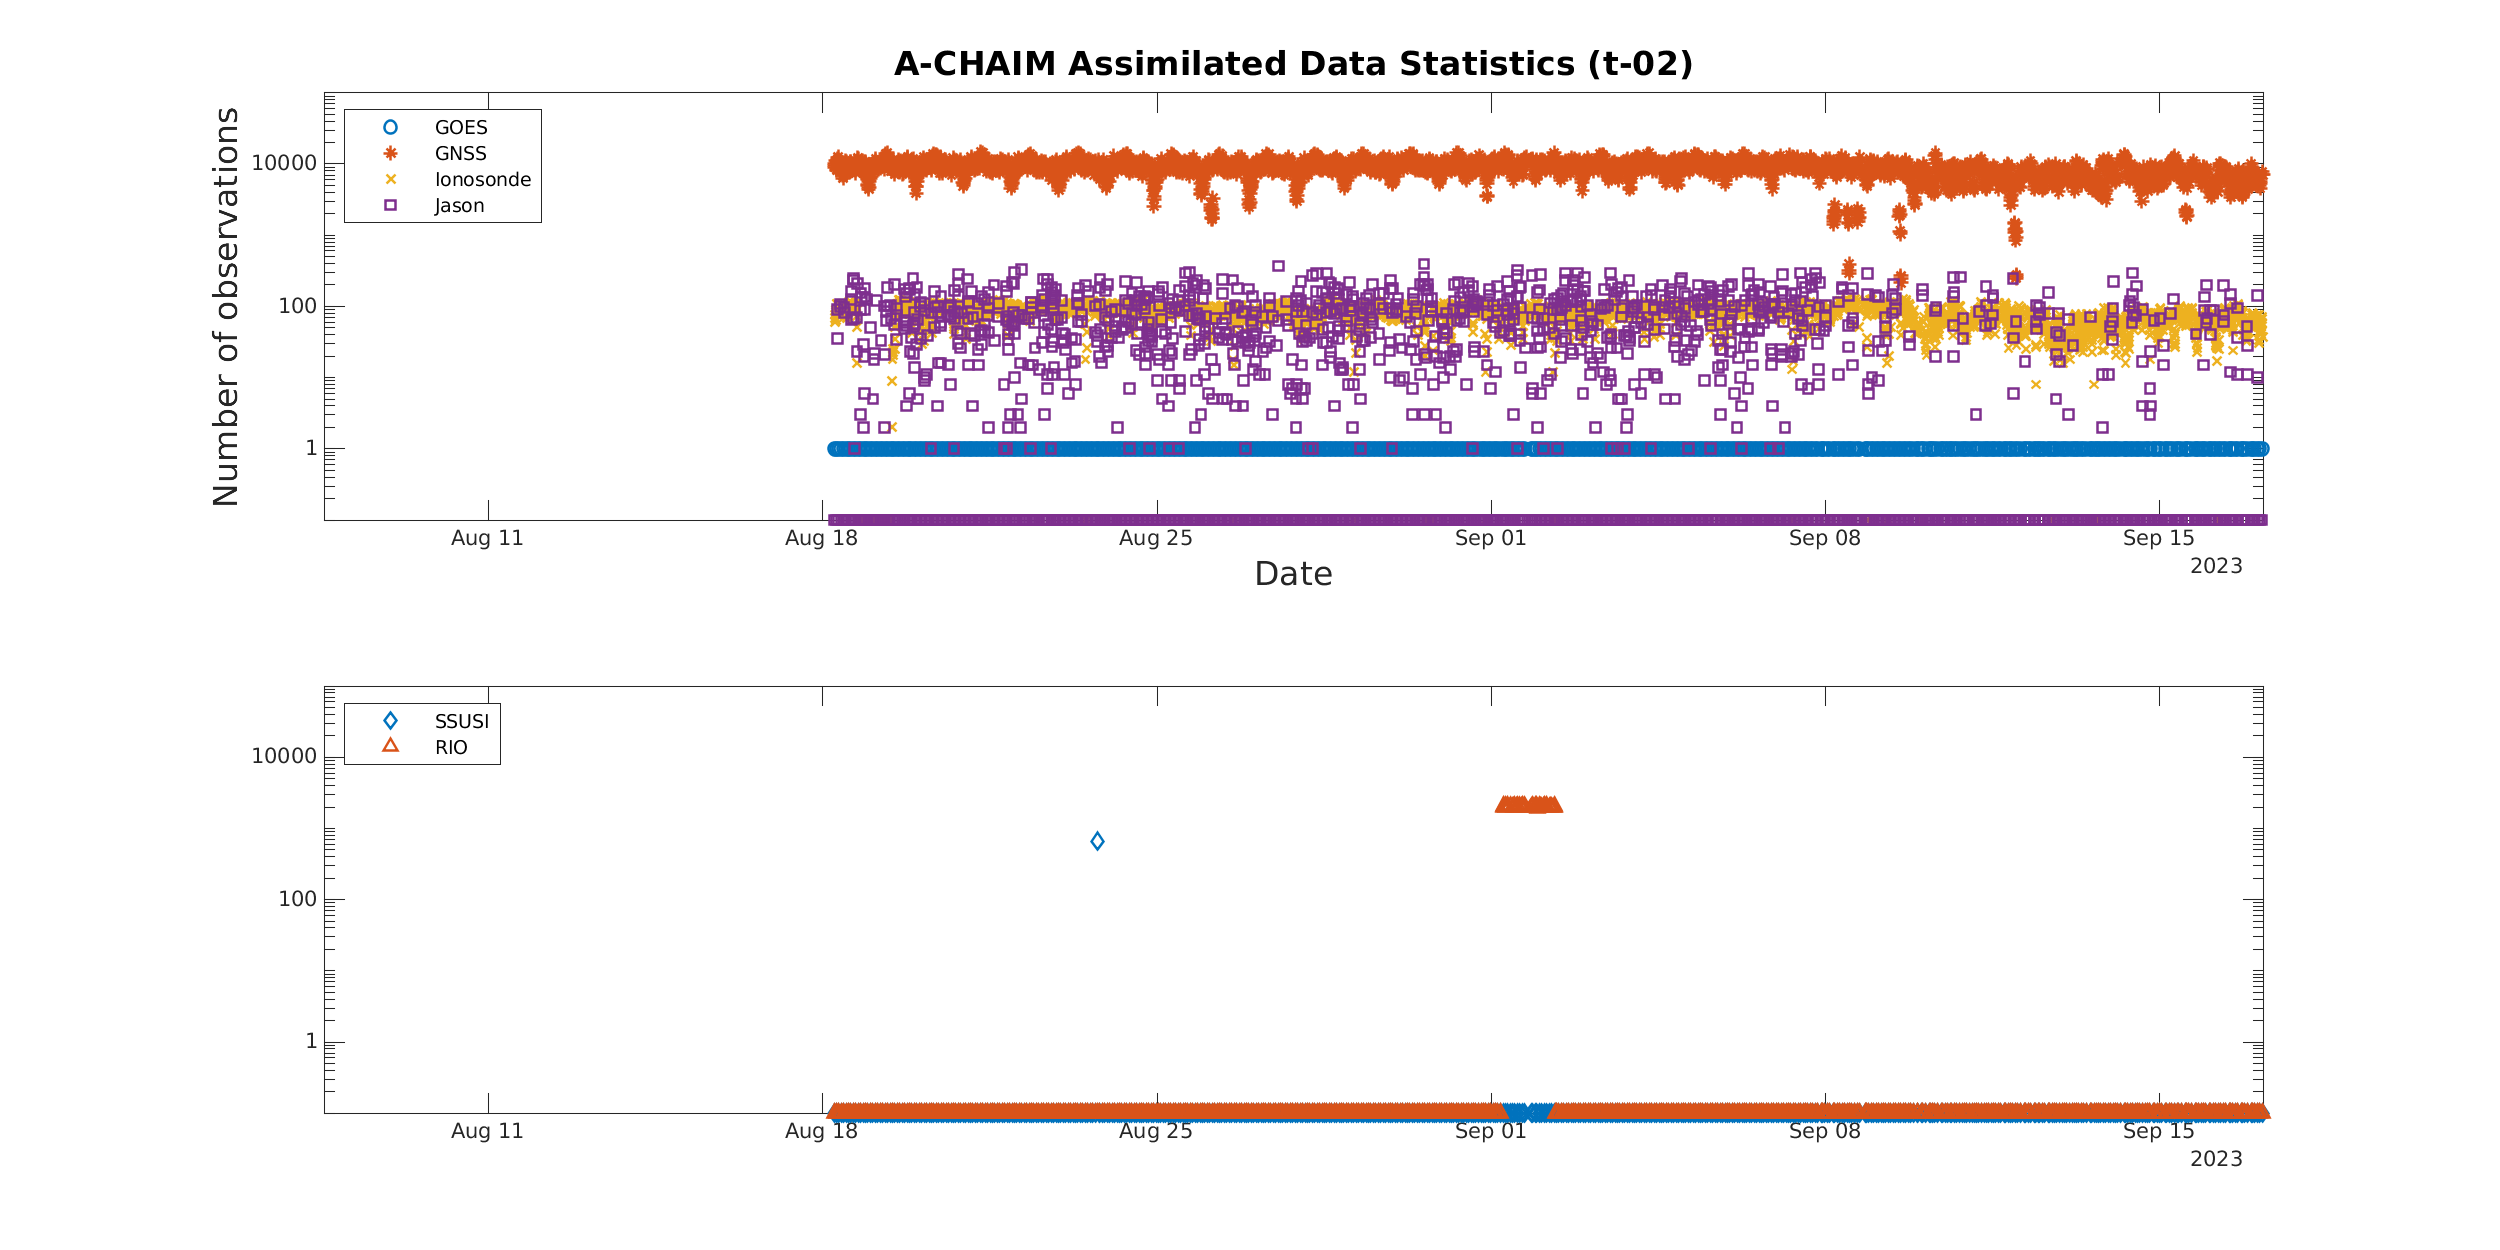 A-CHAIM Assimilated Data Statistics (t-02)
Number of observations
10000
100
1
GOES
GNSS
Ionosonde
Jason
Aug 11 Aug 18 Aug 25 Sep 01 Sep 08 Sep 15
2023
Date
10000
100
1
SSUSI
RIO
Aug 11 Aug 18 Aug 25 Sep 01 Sep 08 Sep 15
2023